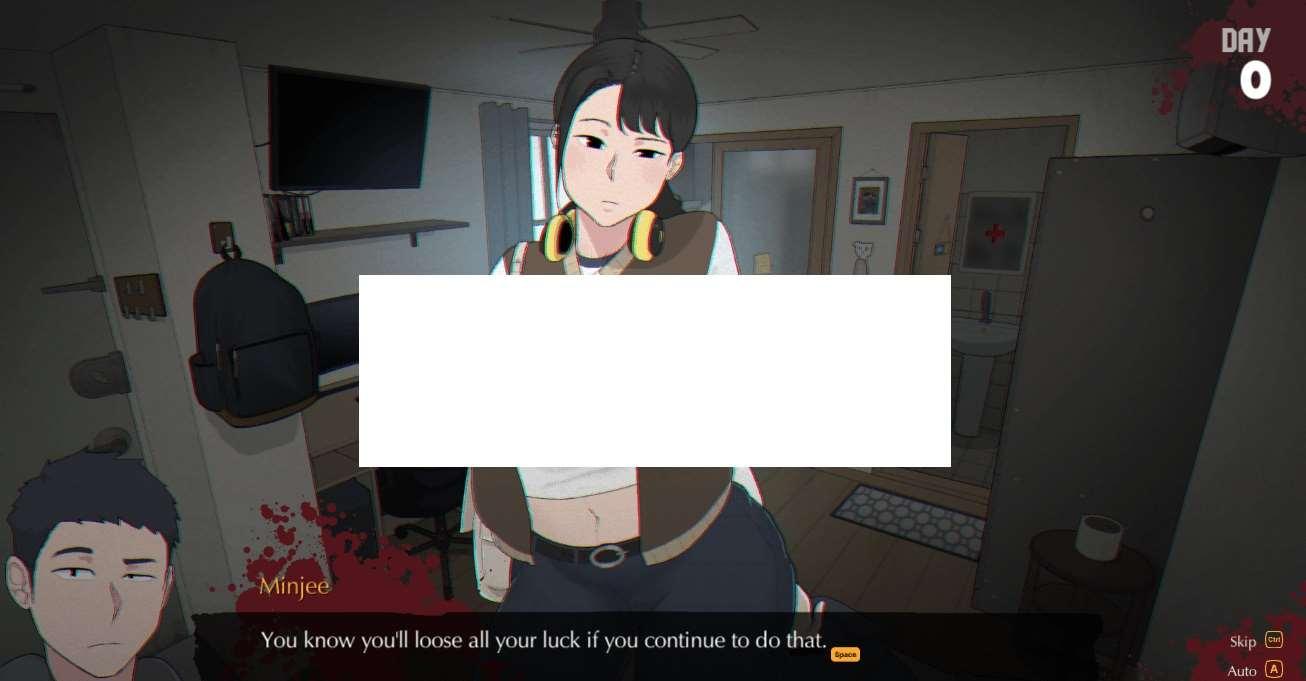 DAY
0
Minjee
You know you'll loose all your luck if you continue to do that.
Space
Skip Ctrl
Auto A